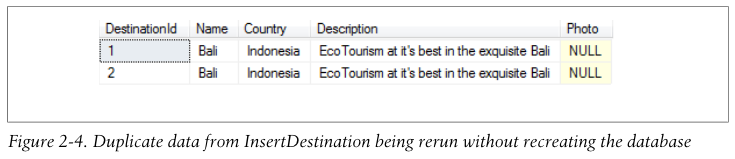 DestinationId Name Country Description Photo
1 Bali Indonesia EcoTourism at it's best in the exquisite Bali NULL
2 Bali Indonesia EcoTourism at it's best in the exquisite Bali NULL
Figure 2-4. Duplicate data from InsertDestination being rerun without recreating the database